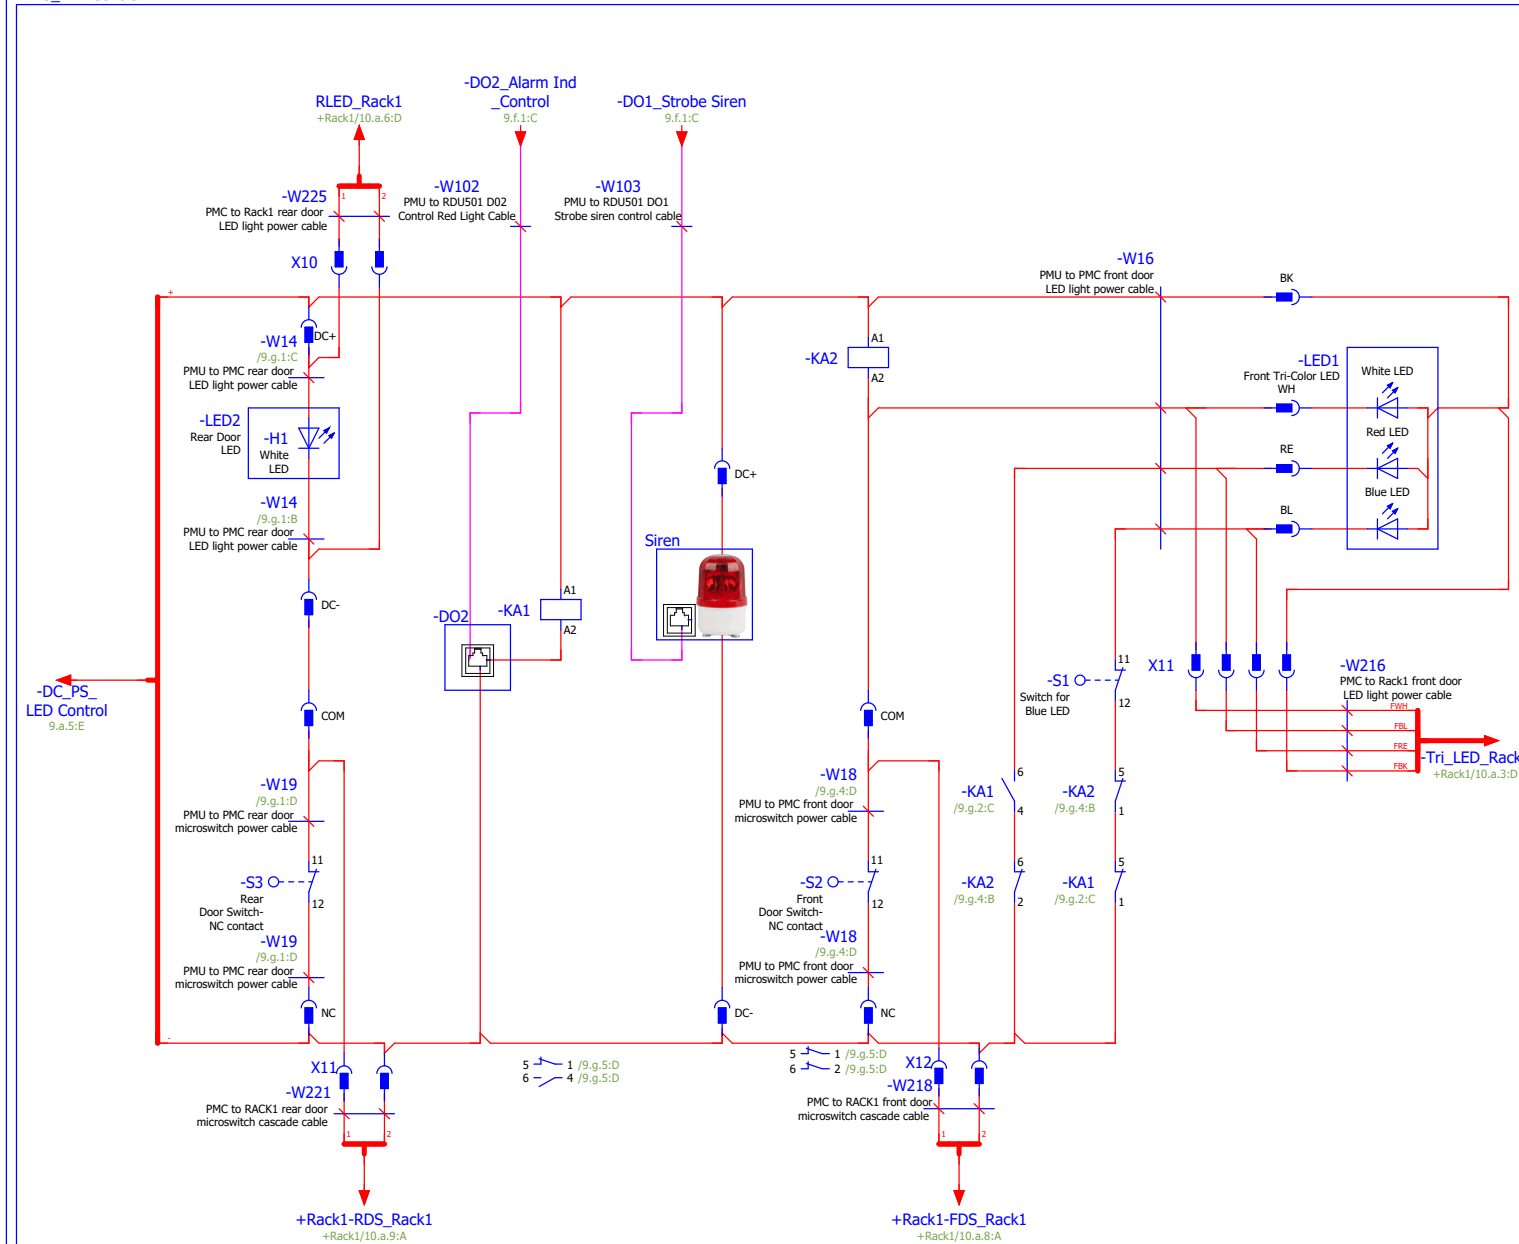 -DO2_Alarm Ind
_Control
9.f.1:C
RLED_Rack1
+Rack1/10.a.6:D
-DO1_Strobe Siren
9.f.1:C
-W225
PMC to Rack1 rear door
LED light power cable
1
2
-W102
PMU to RDU501 D02
Control Red Light Cable
-W103
PMU to RDU501 DO1
Strobe siren control cable
X10
-W16
PMU to PMC front door
LED light power cable
BK
+
DC+
-W14
/9.g.1:C
PMU to PMC rear door
LED light power cable
-KA2
A1
A2
-LED1
Front Tri-Color LED
WH
White LED
-LED2
Rear Door
LED
-H1
White
LED
RE
Red LED
BL
Blue LED
DC+
-W14
/9.g.1:B
PMU to PMC rear door
LED light power cable
Siren
DC-
-DO2
-KA1
A1
A2
-S1
Switch for
Blue LED
11
12
X11
-W216
PMC to Rack1 front door
LED light power cable
FWH
FBL
FRE
FBK
-DC_PS_
LED Control
9.a.5:E
COM
COM
-Tri_LED_Rack
+Rack1/10.a.3:D
-W19
/9.g.1:D
PMU to PMC rear door
microswitch power cable
-W18
/9.g.4:D
PMU to PMC front door
microswitch power cable
-KA1
/9.g.2:C
6
4
-KA2
/9.g.4:B
5
1
-S3
Rear
Door Switch-
NC contact
11
12
-S2
Front
Door Switch-
NC contact
11
12
-KA2
/9.g.4:B
6
2
-KA1
/9.g.2:C
5
1
-W19
/9.g.1:D
PMU to PMC rear door
microswitch power cable
-W18
/9.g.4:D
PMU to PMC front door
microswitch power cable
NC
DC-
NC
-
X11
-W221
PMC to RACK1 rear door
microswitch cascade cable
1
2
5 1 /9.g.5:D
6 4 /9.g.5:D
5 1 /9.g.5:D
6 2 /9.g.5:D
X12
-W218
PMC to RACK1 front door
microswitch cascade cable
1
2
+Rack1-RDS_Rack1
+Rack1/10.a.9:A
+Rack1-FDS_Rack1
+Rack1/10.a.8:A